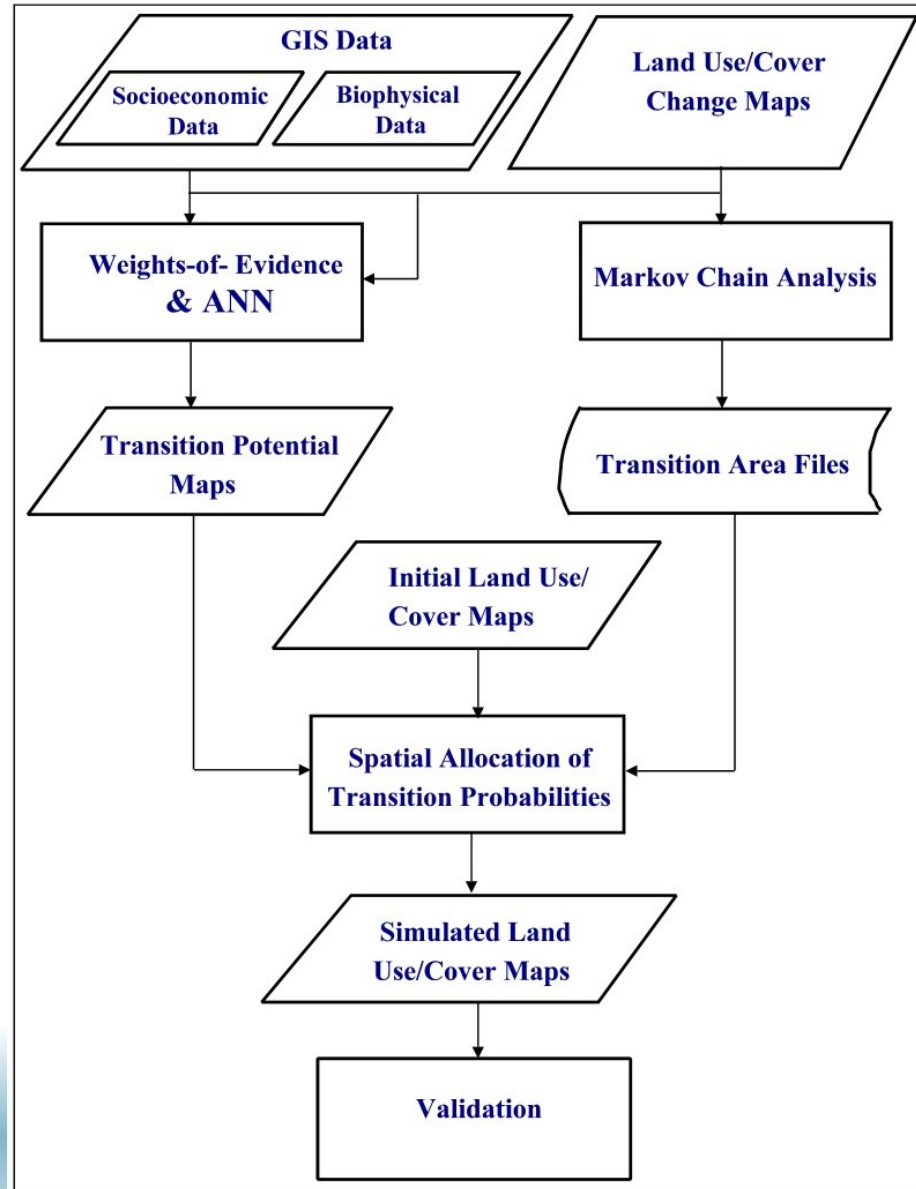 GIS Data
Socioeconomic
Data
Biophysical
Data
Land Use/Cover
Change Maps
Weights-of- Evidence
& ANN
Markov Chain Analysis
Transition Potential
Maps
Transition Area Files
Initial Land Use/
Cover Maps
Spatial Allocation of
Transition Probabilities
Simulated Land
Use/Cover Maps
Validation